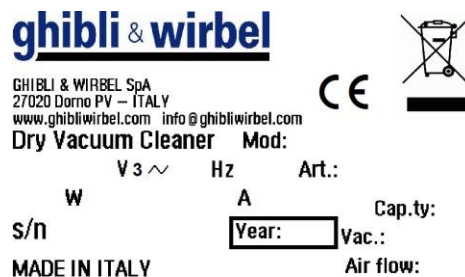 ghibli & wirbel
GHIBLI & WIRBEL SpA
27020 Dorno PV – ITALY
www.ghibliwirbel.com info@ghibliwirbel.com
CE
Dry Vacuum Cleaner Mod:
V 3 ~ Hz Art.:
W A Cap.ty:
s/n Year: Vac.:
MADE IN ITALY Air flow: